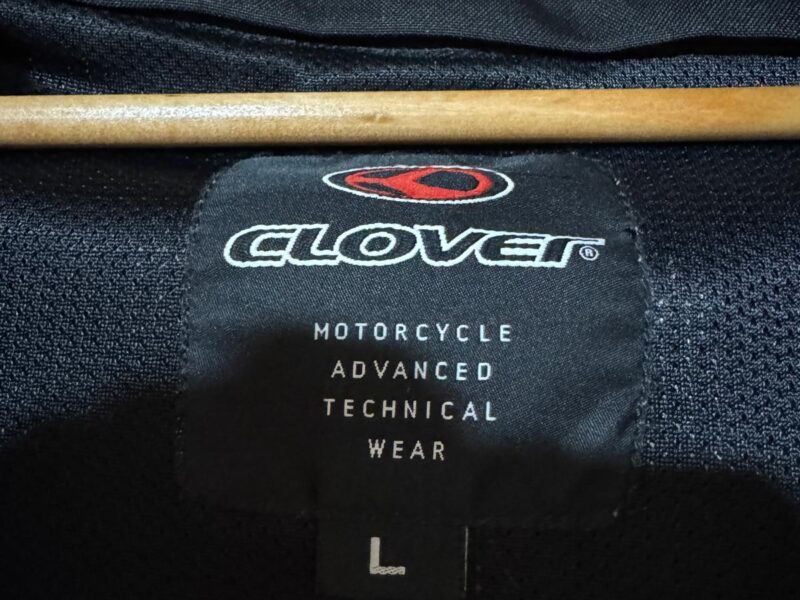 CLOVER®
MOTORCYCLE
ADVANCED
TECHNICAL
WEAR
L